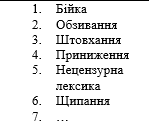 1. Бійка
2. Обзивання
3. Штовхання
4. Приниження
5. Нецензурна
лексика
6. Щипання
7. ...